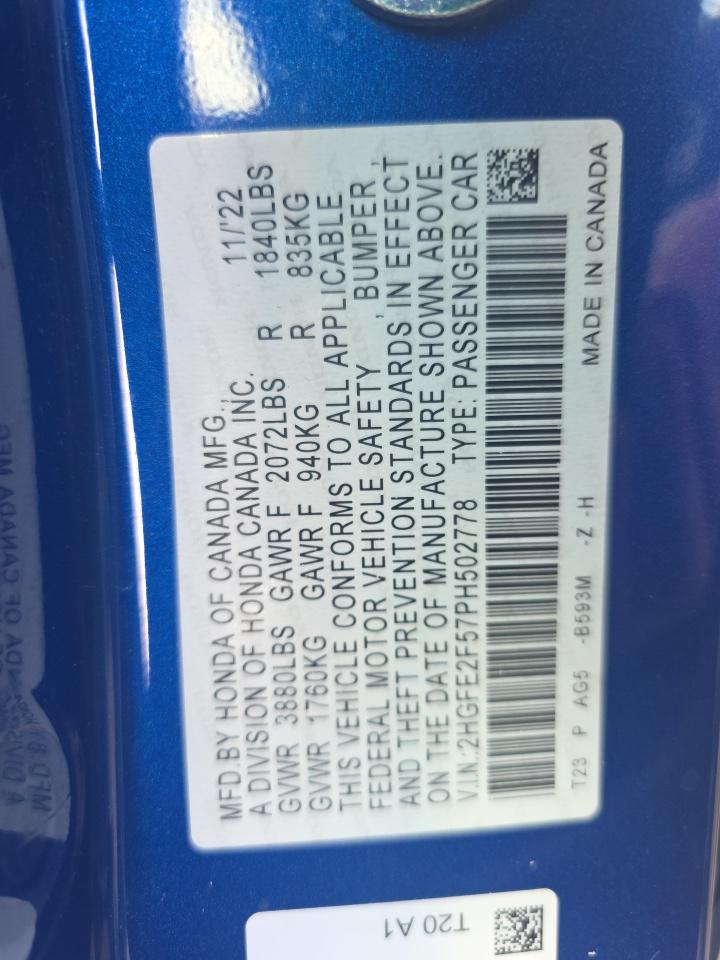 MFD.BY HONDA OF CANADA MFG., 11/'22
A DIVISION OF HONDA CANADA INC.
GVWR 3880LBS GAWR F 2072LBS R 1840LBS
GVWR 1760KG GAWR F 940KG R 835KG
THIS VEHICLE CONFORMS TO ALL APPLICABLE
FEDERAL MOTOR VEHICLE SAFETY , BUMPER ,
AND THEFT PREVENTION STANDARDS IN EFFECT
ON THE DATE OF MANUFACTURE SHOWN ABOVE.
V.I.N.:2HGFE2F57PH502778 TYPE: PASSENGER CAR
T23 P AG5 -B593M -Z -H MADE IN CANADA
T20 A1